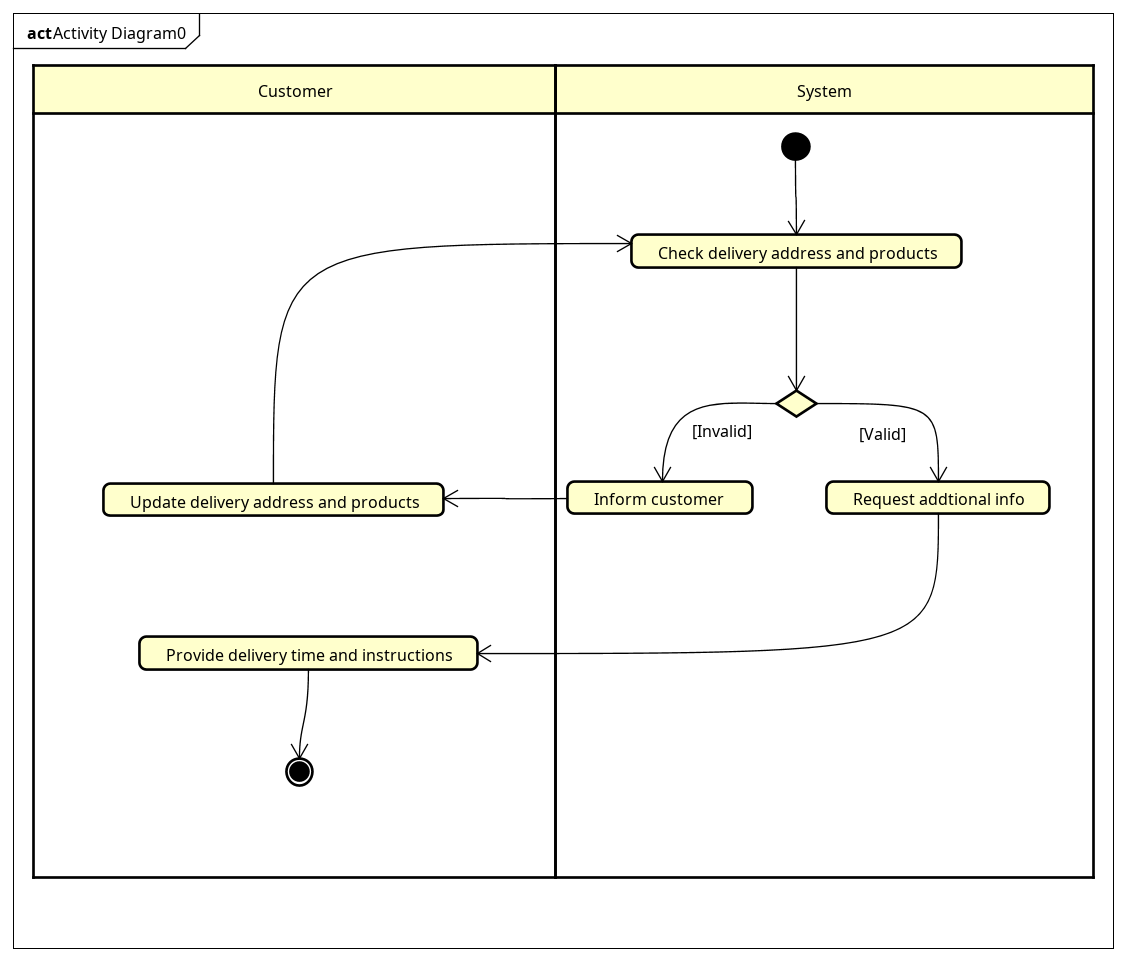 act Activity Diagram0
Customer
System
Check delivery address and products
[Invalid]
[Valid]
Update delivery address and products
Inform customer
Request addtional info
Provide delivery time and instructions